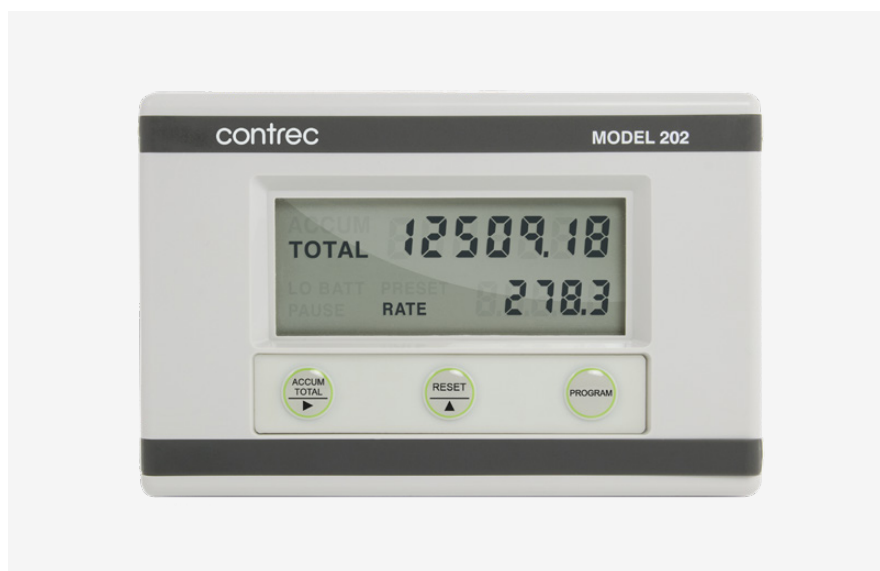 contrec
MODEL 202
ACCUM
TOTAL 12509.18
LO BATT PRESET
PAUSE RATE 278.3
ACCUM
TOTAL
RESET
PROGRAM